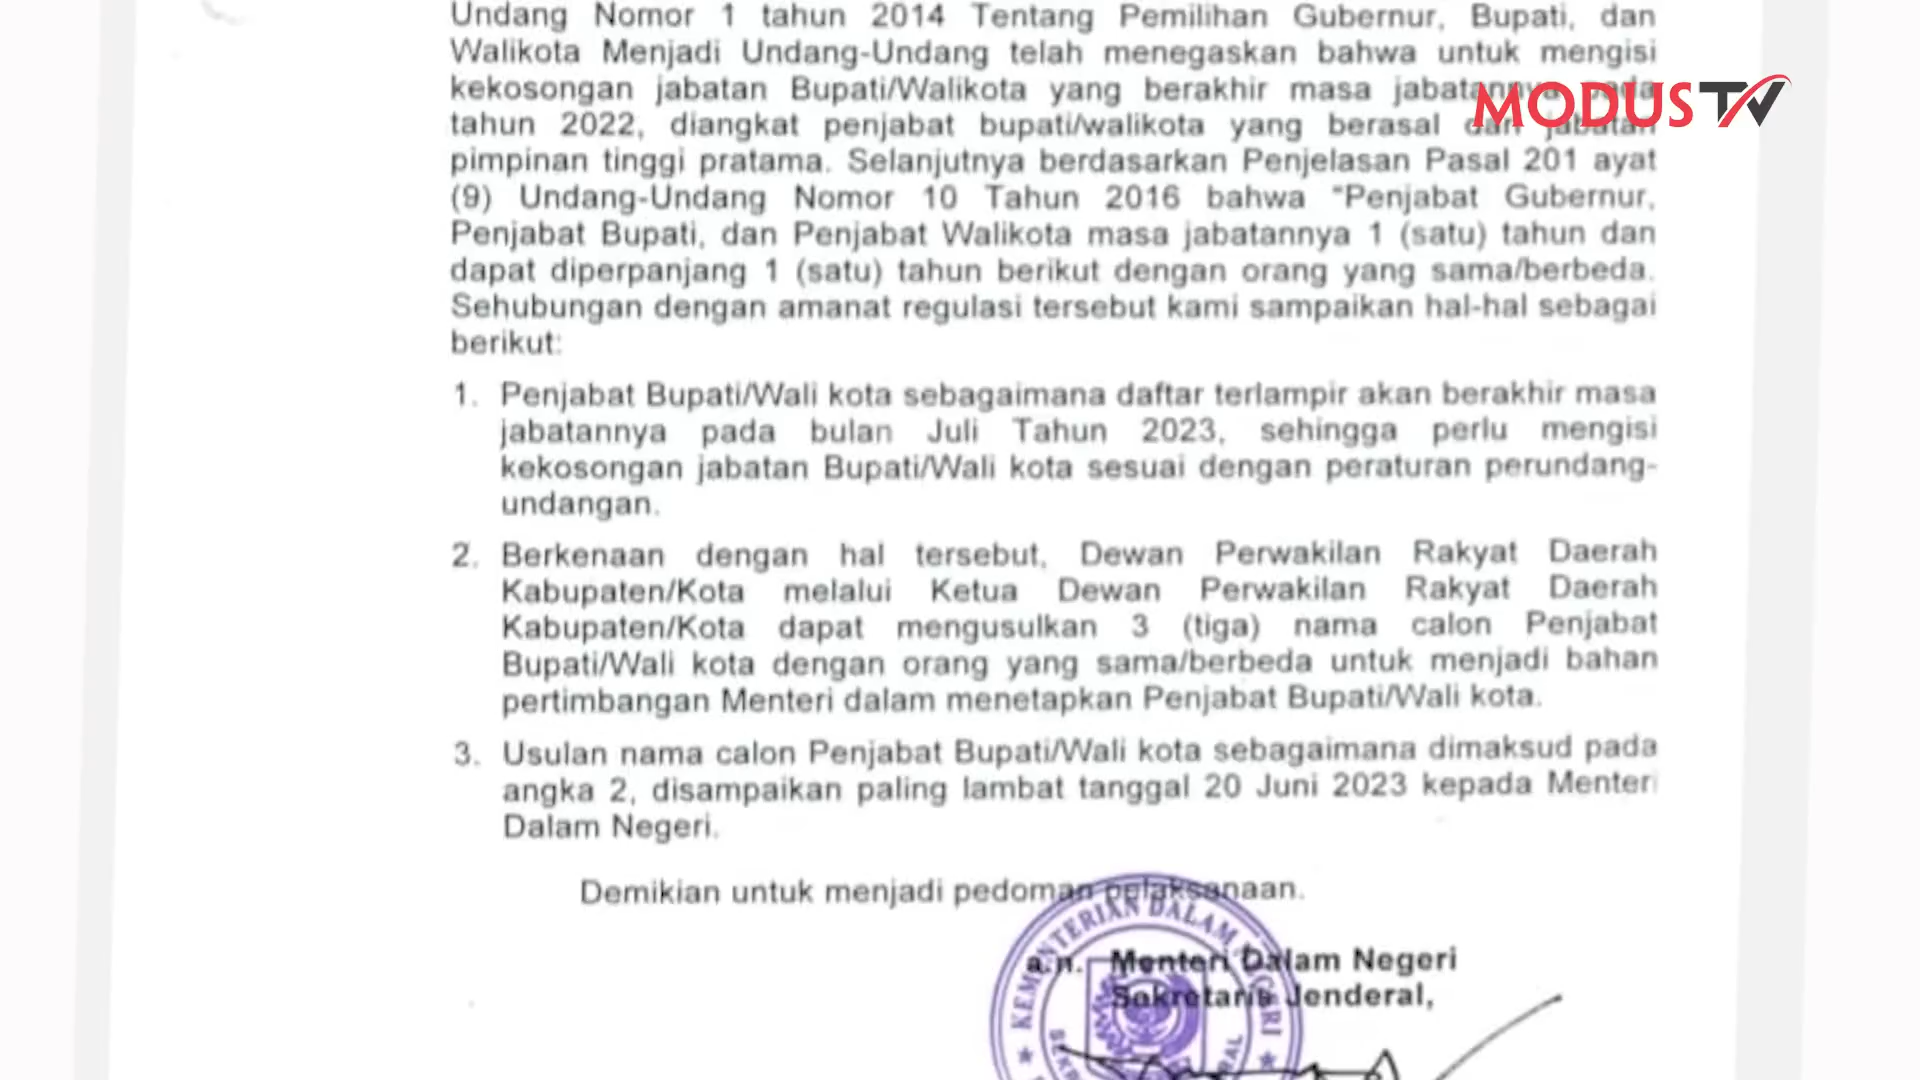 Undang Nomor 1 tahun 2014 Tentang Pemilihan Gubernur, Bupati, dan
Walikota Menjadi Undang-Undang telah menegaskan bahwa untuk mengisi
kekosongan jabatan Bupati/Walikota yang berakhir masa jabatannya pada
MODUS TV
tahun 2022, diangkat penjabat bupati/walikota yang berasal dari jabatan
pimpinan tinggi pratama. Selanjutnya berdasarkan Penjelasan Pasal 201 ayat
(9) Undang-Undang Nomor 10 Tahun 2016 bahwa "Penjabat Gubernur,
Penjabat Bupati, dan Penjabat Walikota masa jabatannya 1 (satu) tahun dan
dapat diperpanjang 1 (satu) tahun berikut dengan orang yang sama/berbeda.
Sehubungan dengan amanat regulasi tersebut kami sampaikan hal-hal sebagai
berikut:
1. Penjabat Bupati/Wali kota sebagaimana daftar terlampir akan berakhir masa
jabatannya pada bulan Juli Tahun 2023, sehingga perlu mengisi
kekosongan jabatan Bupati/Wali kota sesuai dengan peraturan perundang-
undangan.
2. Berkenaan dengan hal tersebut, Dewan Perwakilan Rakyat Daerah
Kabupaten/Kota melalui Ketua Dewan Perwakilan Rakyat Daerah
Kabupaten/Kota dapat mengusulkan 3 (tiga) nama calon Penjabat
Bupati/Wali kota dengan orang yang sama/berbeda untuk menjadi bahan
pertimbangan Menteri dalam menetapkan Penjabat Bupati/Wali kota.
3. Usulan nama calon Penjabat Bupati/Wali kota sebagaimana dimaksud pada
angka 2, disampaikan paling lambat tanggal 20 Juni 2023 kepada Menteri
Dalam Negeri.
Demikian untuk menjadi pedoman pelaksanaan.
KEMENTERIAN DALAM NEGERI
a.n. Menteri Dalam Negeri
Sekretaris Jenderal,